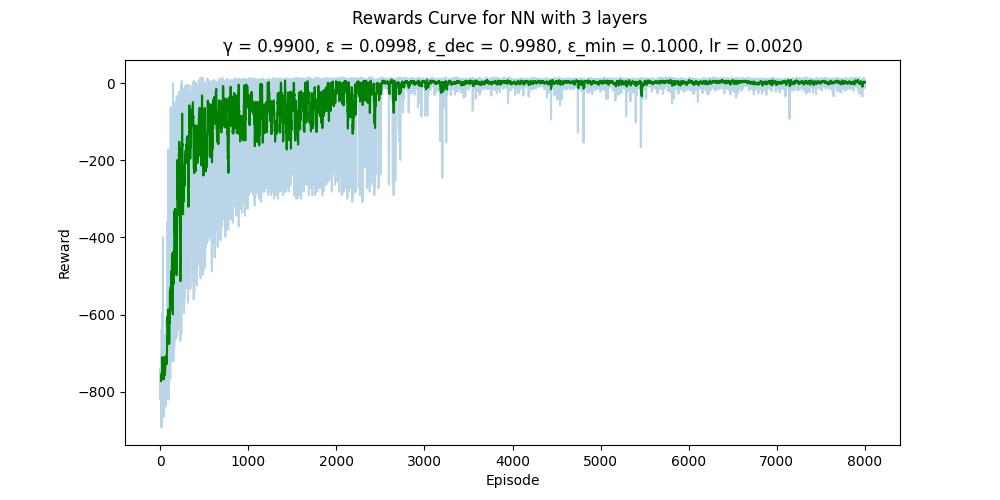 Rewards Curve for NN with 3 layers
γ = 0.9900, ε = 0.0998, ε_dec = 0.9980, ε_min = 0.1000, lr = 0.0020
0
−200
−400
−600
−800
Reward
0 1000 2000 3000 4000 5000 6000 7000 8000
Episode